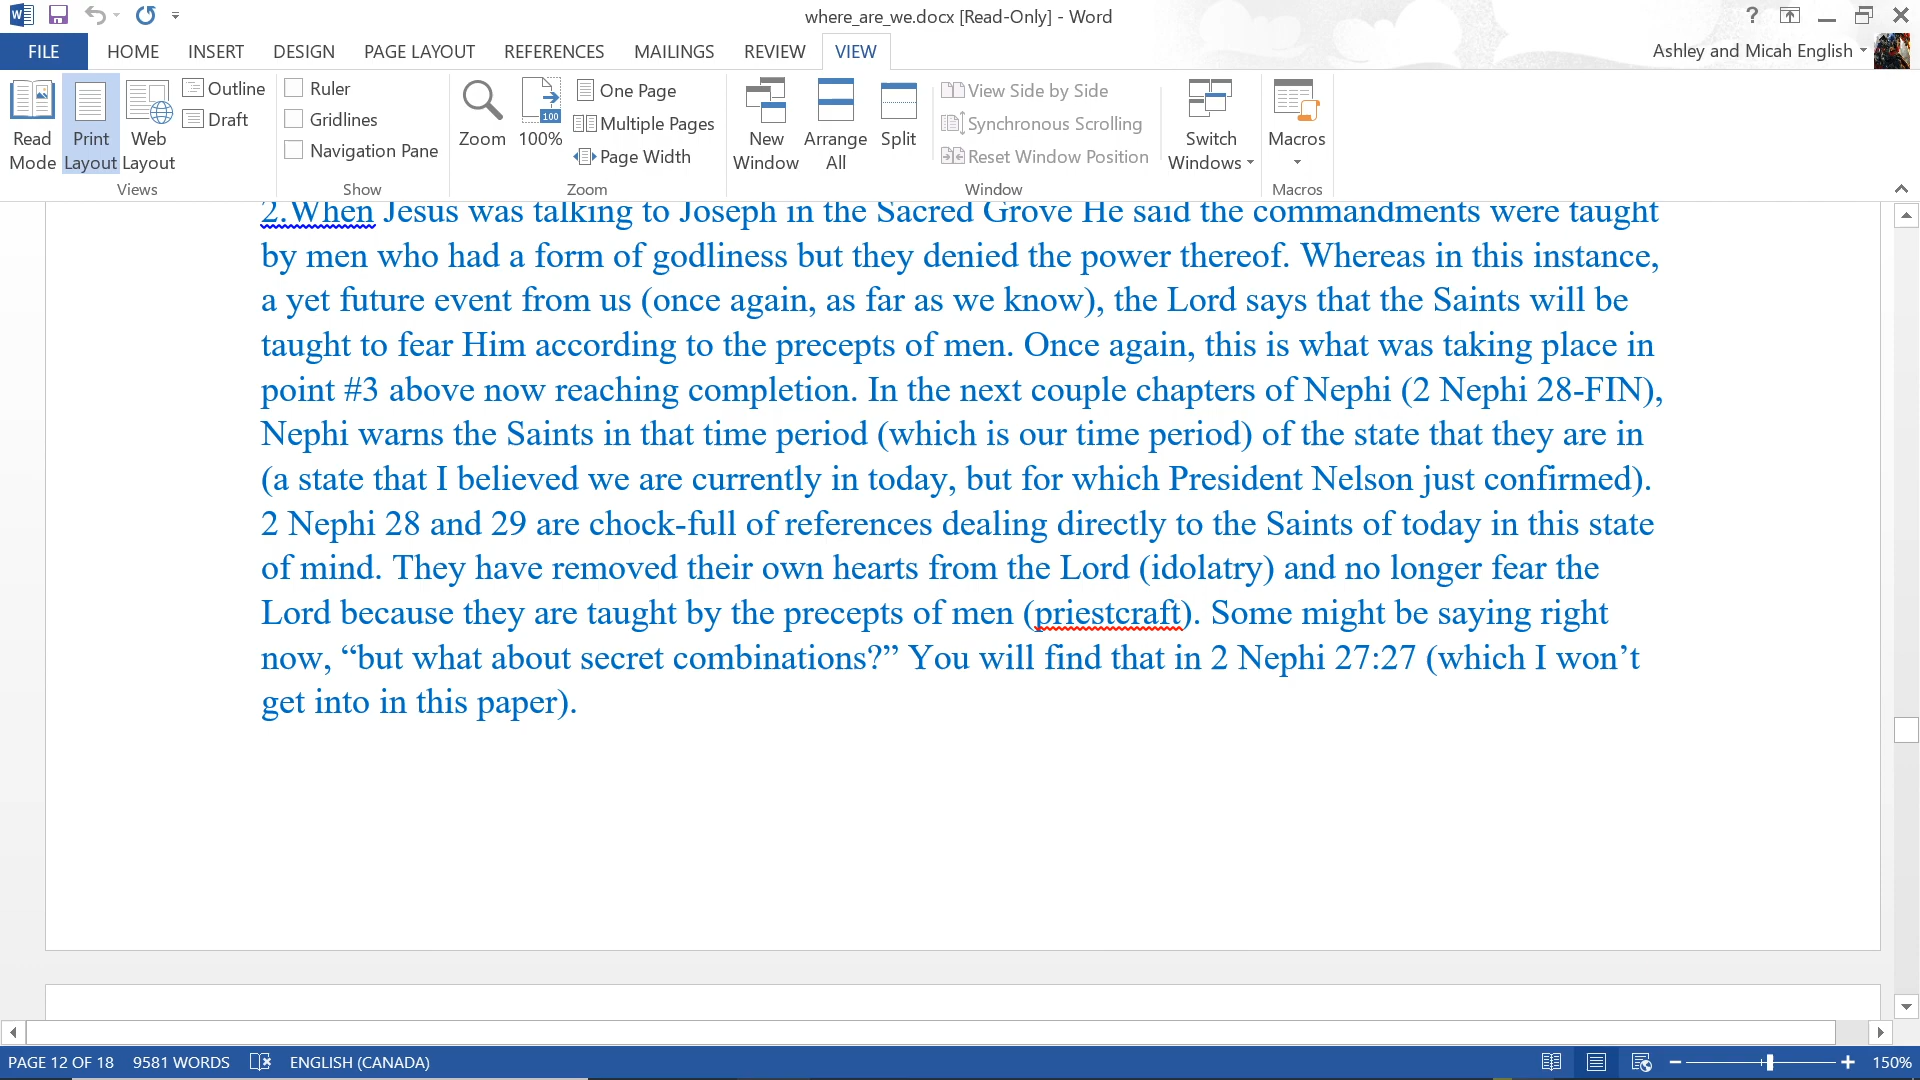 where_are_we.docx [Read-Only] - Word
?
FILE HOME INSERT DESIGN PAGE LAYOUT REFERENCES MAILINGS REVIEW VIEW Ashley and Micah English
Read Mode
Print Layout
Web Layout
Outline
Draft
Views
Ruler
Gridlines
Navigation Pane
Show
Zoom
100
100%
One Page
Multiple Pages
Page Width
Zoom
New Window
Arrange All
Split
View Side by Side
Synchronous Scrolling
Reset Window Position
Window
Switch Windows
Macros
Macros
2.When Jesus was talking to Joseph in the Sacred Grove He said the commandments were taught
by men who had a form of godliness but they denied the power thereof. Whereas in this instance,
a yet future event from us (once again, as far as we know), the Lord says that the Saints will be
taught to fear Him according to the precepts of men. Once again, this is what was taking place in
point #3 above now reaching completion. In the next couple chapters of Nephi (2 Nephi 28-FIN),
Nephi warns the Saints in that time period (which is our time period) of the state that they are in
(a state that I believed we are currently in today, but for which President Nelson just confirmed).
2 Nephi 28 and 29 are chock-full of references dealing directly to the Saints of today in this state
of mind. They have removed their own hearts from the Lord (idolatry) and no longer fear the
Lord because they are taught by the precepts of men (priestcraft). Some might be saying right
now, “but what about secret combinations?” You will find that in 2 Nephi 27:27 (which I won’t
get into in this paper).
PAGE 12 OF 18 9581 WORDS ENGLISH (CANADA) 150%